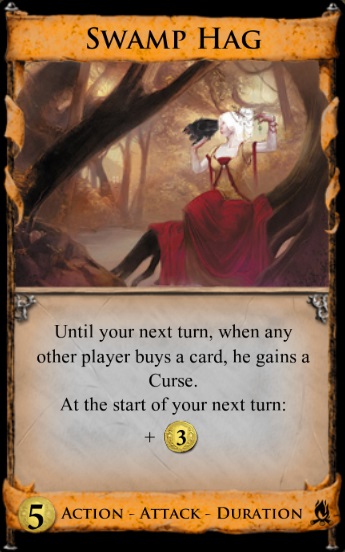 SWAMP HAG
Until your next turn, when any
other player buys a card, he gains a
Curse.
At the start of your next turn:
+ 3
5 ACTION - ATTACK - DURATION